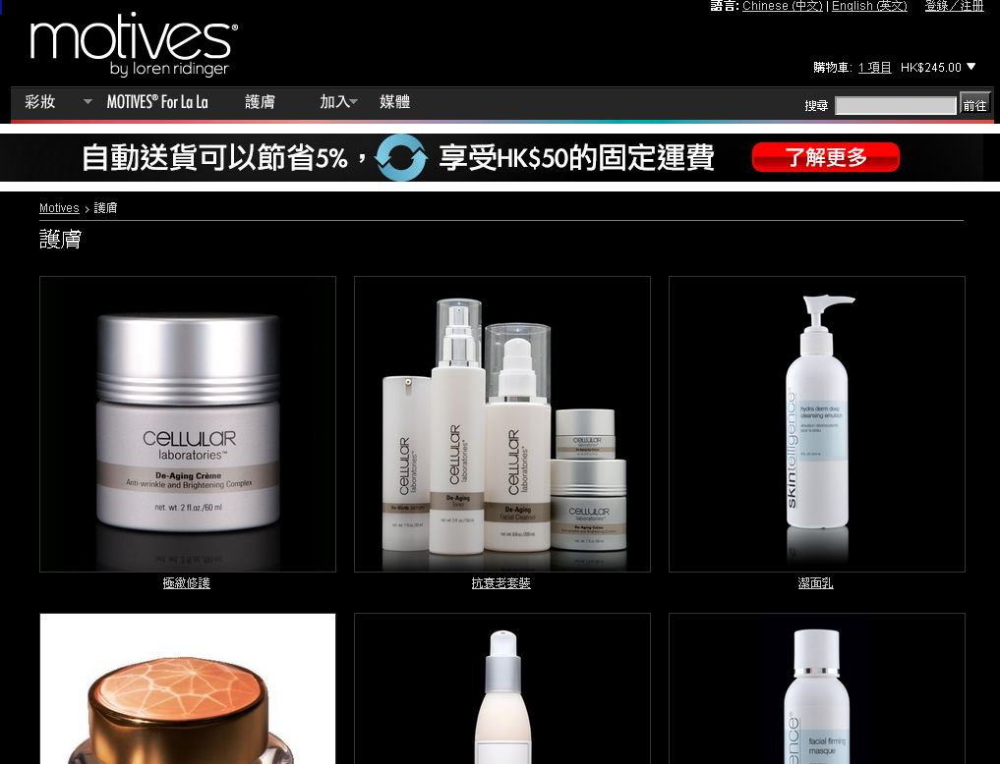 語言: Chinese (中文) | English (英文) 登錄／注册
motives®
by loren ridinger
購物車: 1 項目 HK$245.00
彩妝 MOTIVES® For La La 護膚 加入 媒體 搜尋 前往
自動送貨可以節省5%， 享受HK$50的固定運費 了解更多
Motives › 護膚
護膚
CELLULAR
laboratories™
De-Aging Crème
Anti-wrinkle and Brightening Complex
net. wt. 2 fl.oz./60 ml
CELLULAR
laboratories
CELLULAR
laboratories
De-Aging
Toner
CELLULAR
laboratories
De-Aging
Facial Cleanser
CELLULAR
laboratories
CELLULAR
laboratories
De-Aging Crème
skintelligence
hydra derm deep
cleansing emulsion
極緻修護
抗衰老套裝
潔面乳
facial firming
masque